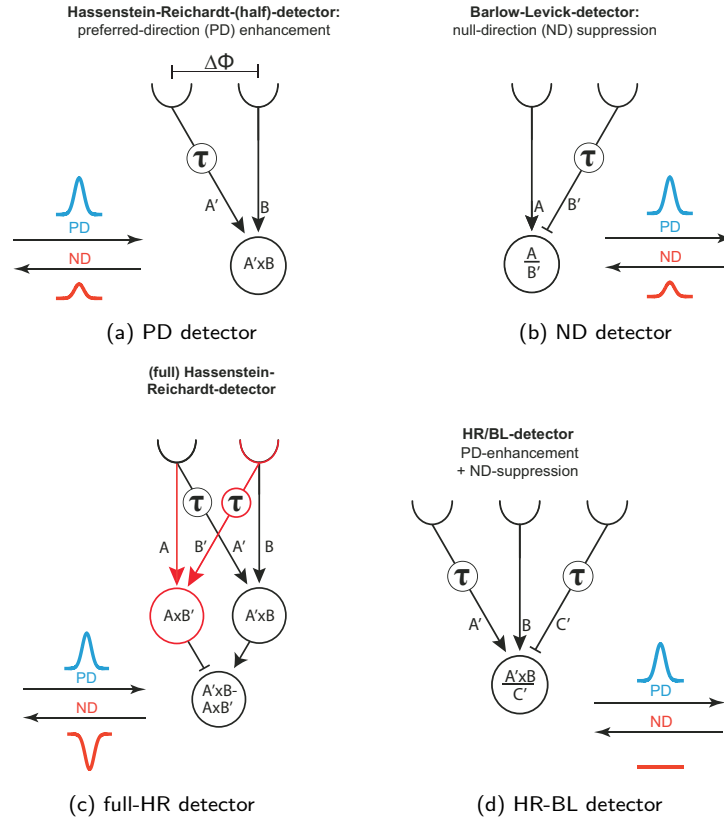 Hassenstein-Reichardt-(half)-detector:
preferred-direction (PD) enhancement
ΔΦ
τ
A'
B
A'xB
PD
ND
(a) PD detector
Barlow-Levick-detector:
null-direction (ND) suppression
τ
A
B'
A
B'
PD
ND
(b) ND detector
(full) Hassenstein-
Reichardt-detector
τ
τ
A
B'
A'
B
AxB'
A'xB
A'xB-
AxB'
PD
ND
(c) full-HR detector
HR/BL-detector
PD-enhancement
+ ND-suppression
τ
τ
A'
B
C'
A'xB
C'
PD
ND
(d) HR-BL detector